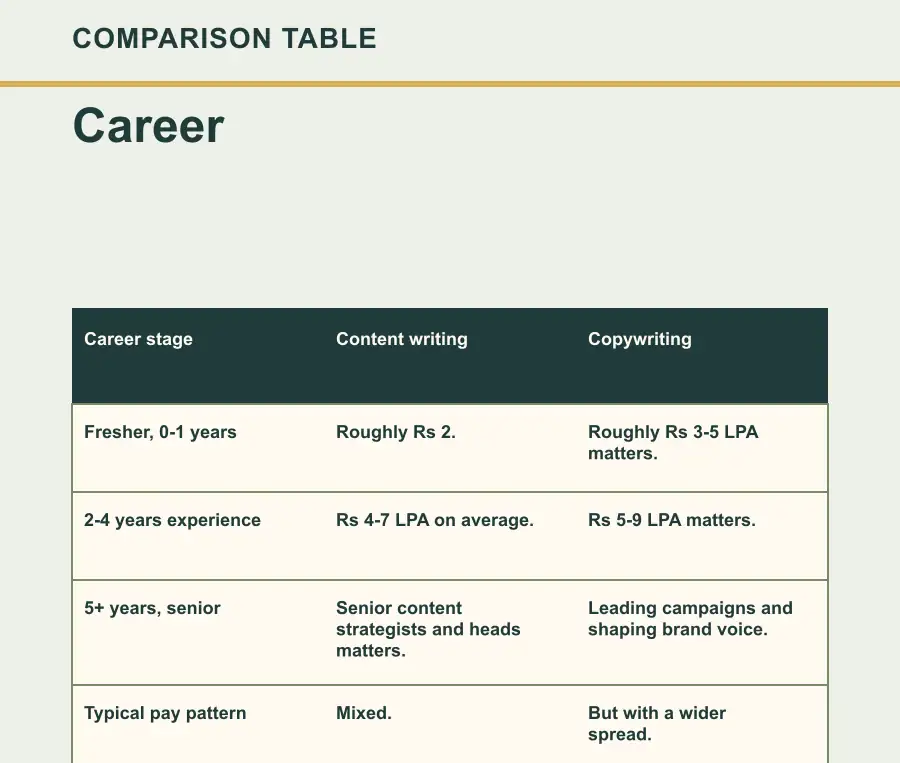 COMPARISON TABLE
Career
Career stage
Content writing
Copywriting
Fresher, 0-1 years
Roughly Rs 2.
Roughly Rs 3-5 LPA
matters.
2-4 years experience
Rs 4-7 LPA on average.
Rs 5-9 LPA matters.
5+ years, senior
Senior content
strategists and heads
matters.
Leading campaigns and
shaping brand voice.
Typical pay pattern
Mixed.
But with a wider
spread.